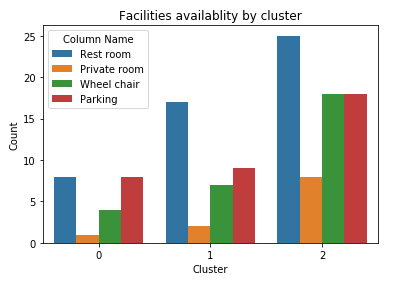 Facilities availablity by cluster
Column Name
Rest room
Private room
Wheel chair
Parking
Count
25
20
15
10
5
0
0 1 2
Cluster